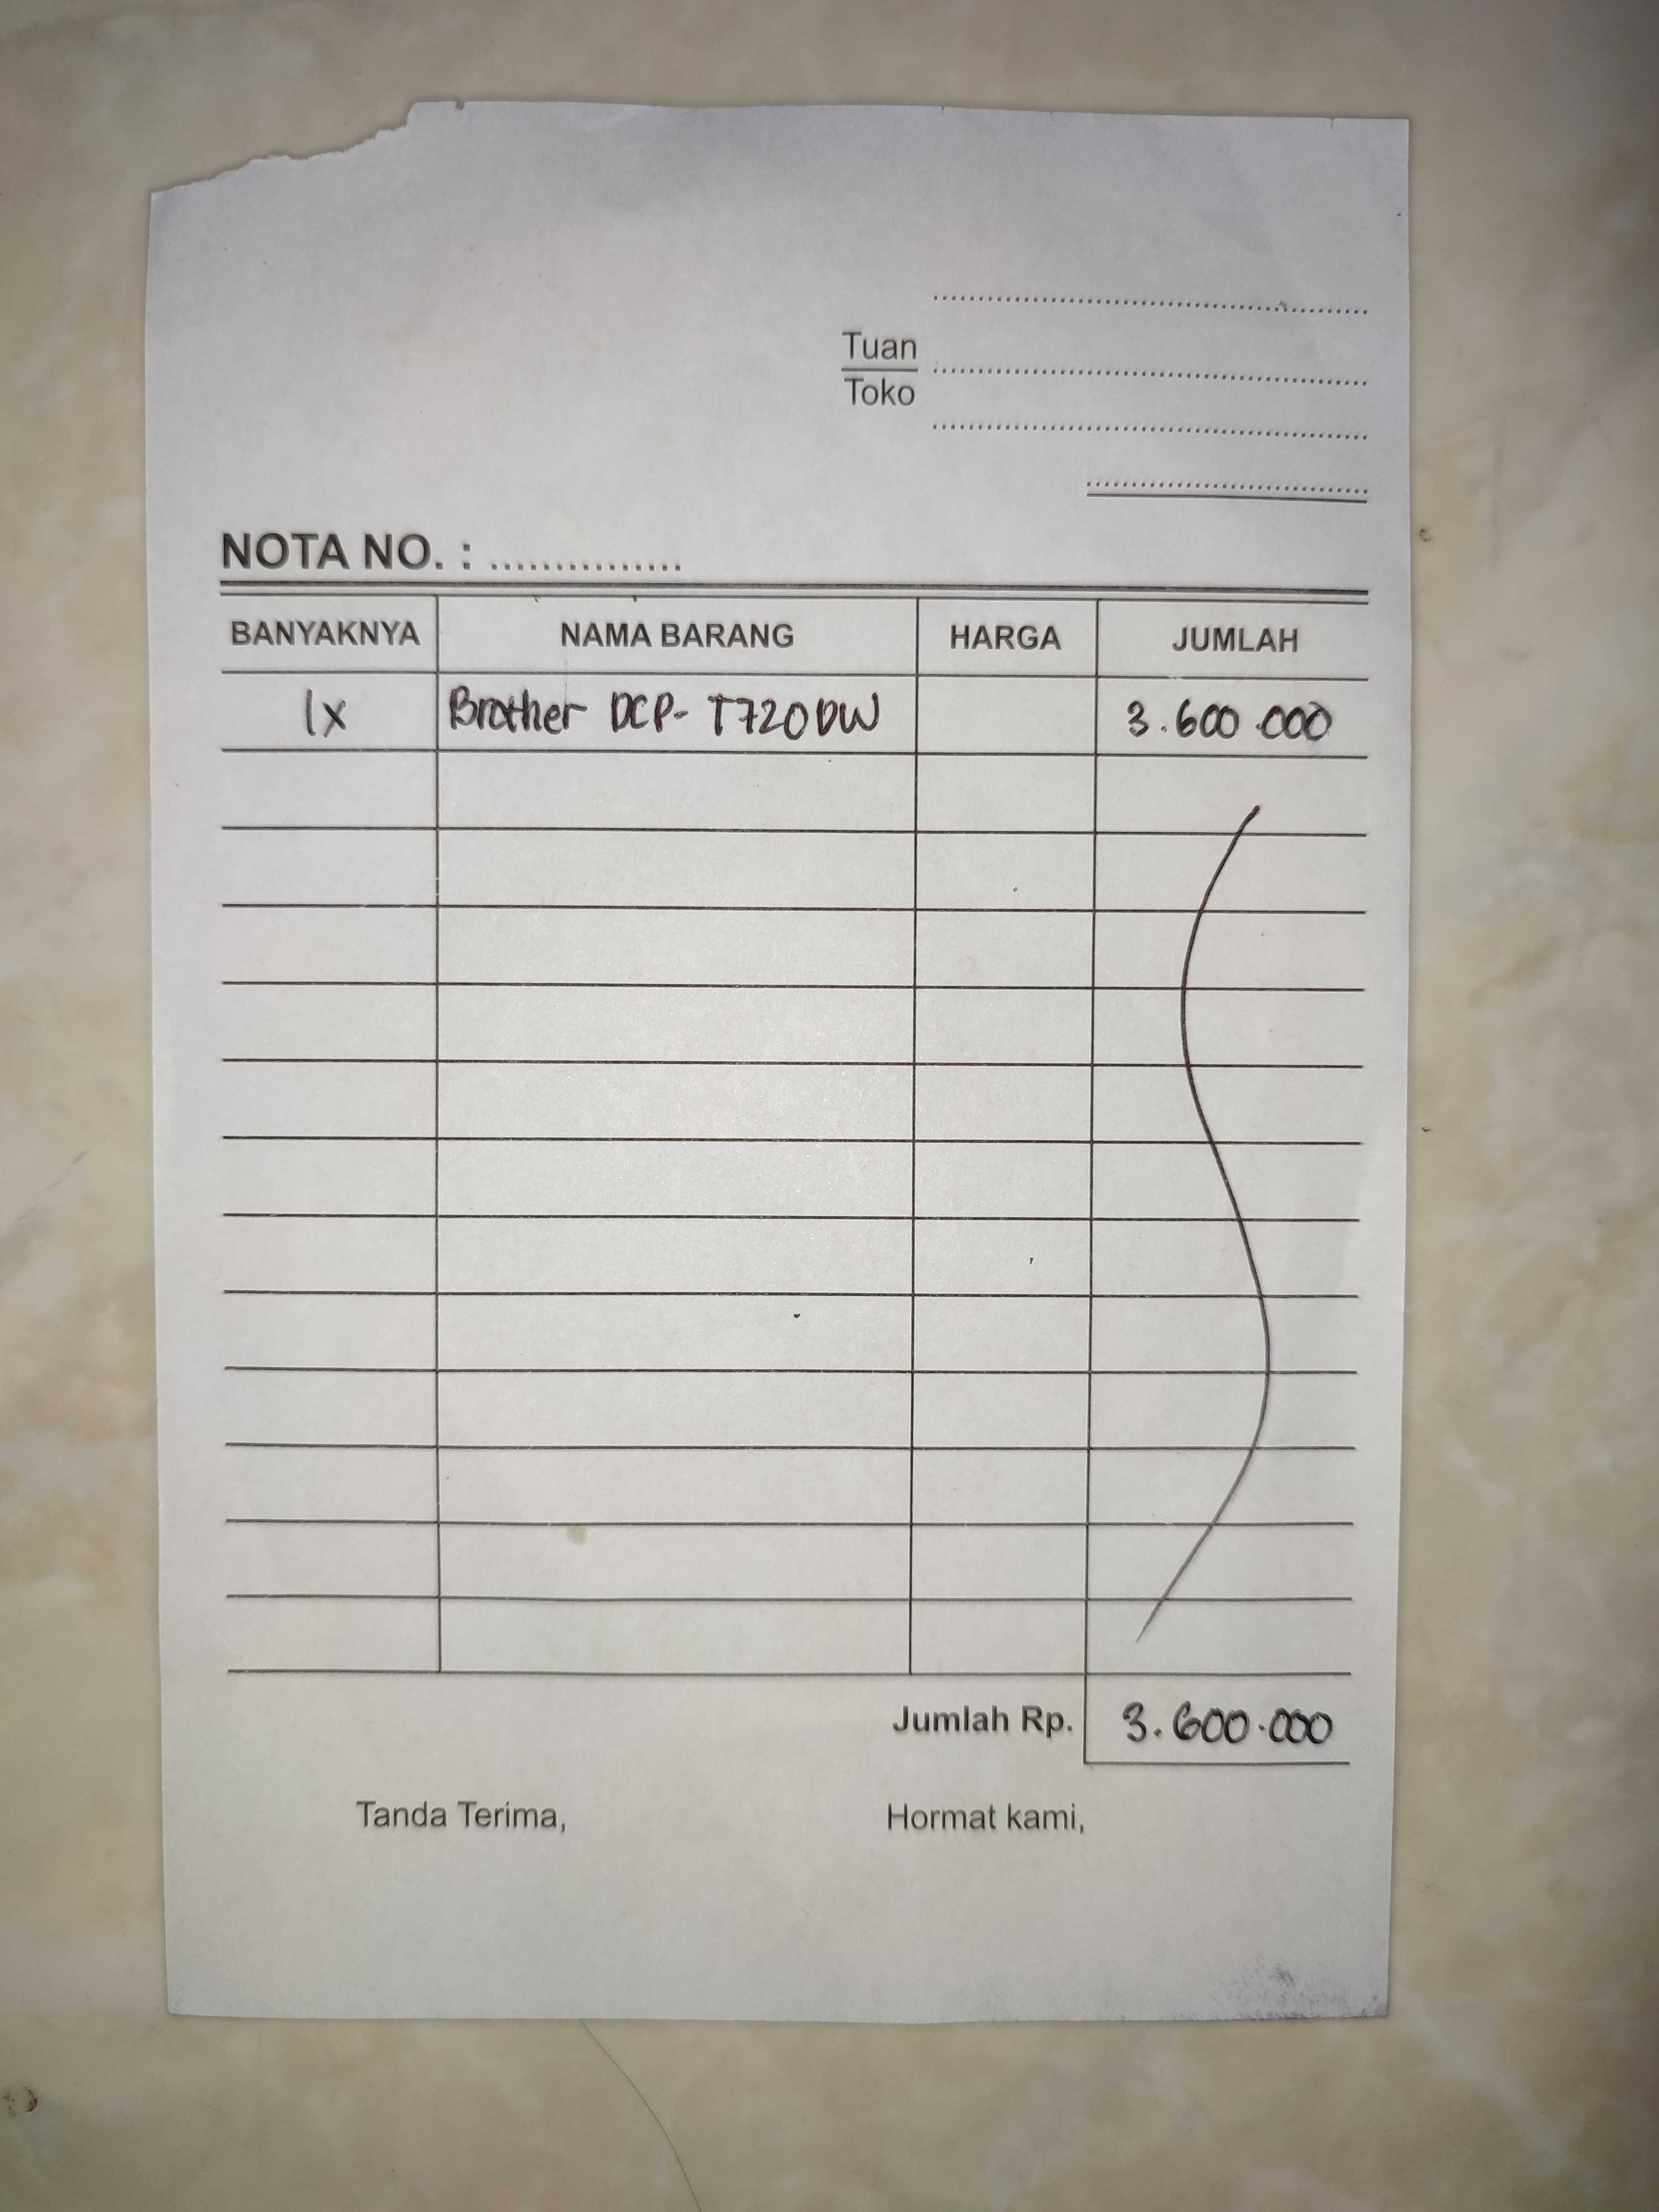 Tuan
Toko
NOTA NO. : ...............
BANYAKNYA NAMA BARANG HARGA JUMLAH
1x Brother DCP-T720DW 3.600.000
Jumlah Rp. 3.600.000
Tanda Terima, Hormat kami,